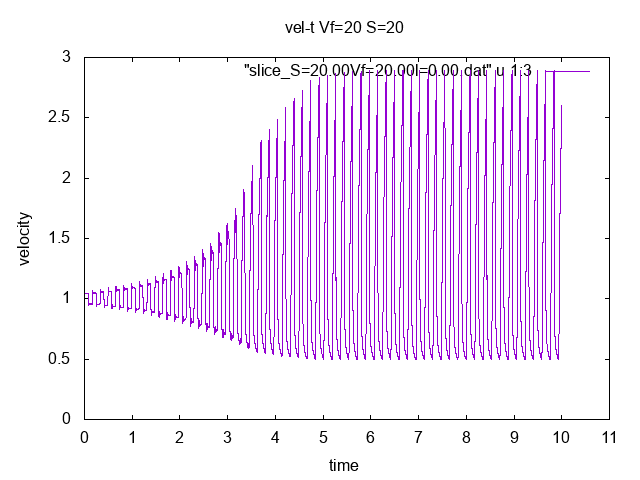 vel-t Vf=20 S=20
"slice_S=20.00Vf=20.00l=0.00.dat" u 1:3
3
2.5
2
1.5
1
0.5
0
velocity
0 1 2 3 4 5 6 7 8 9 10 11
time